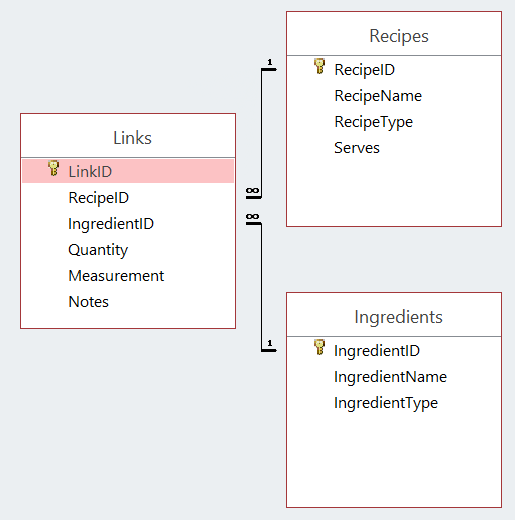 Links
LinkID
RecipeID
IngredientID
Quantity
Measurement
Notes
1
∞
∞
1
Recipes
RecipeID
RecipeName
RecipeType
Serves
Ingredients
IngredientID
IngredientName
IngredientType